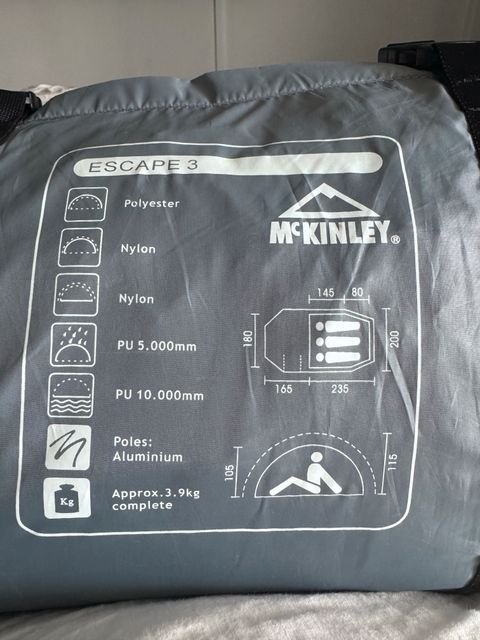 ESCAPE 3
Polyester
McKINLEY®
Nylon
Nylon
145 80
PU 5.000mm
180
200
165 235
PU 10.000mm
Poles:
Aluminium
105
115
Kg
Approx.3.9kg
complete